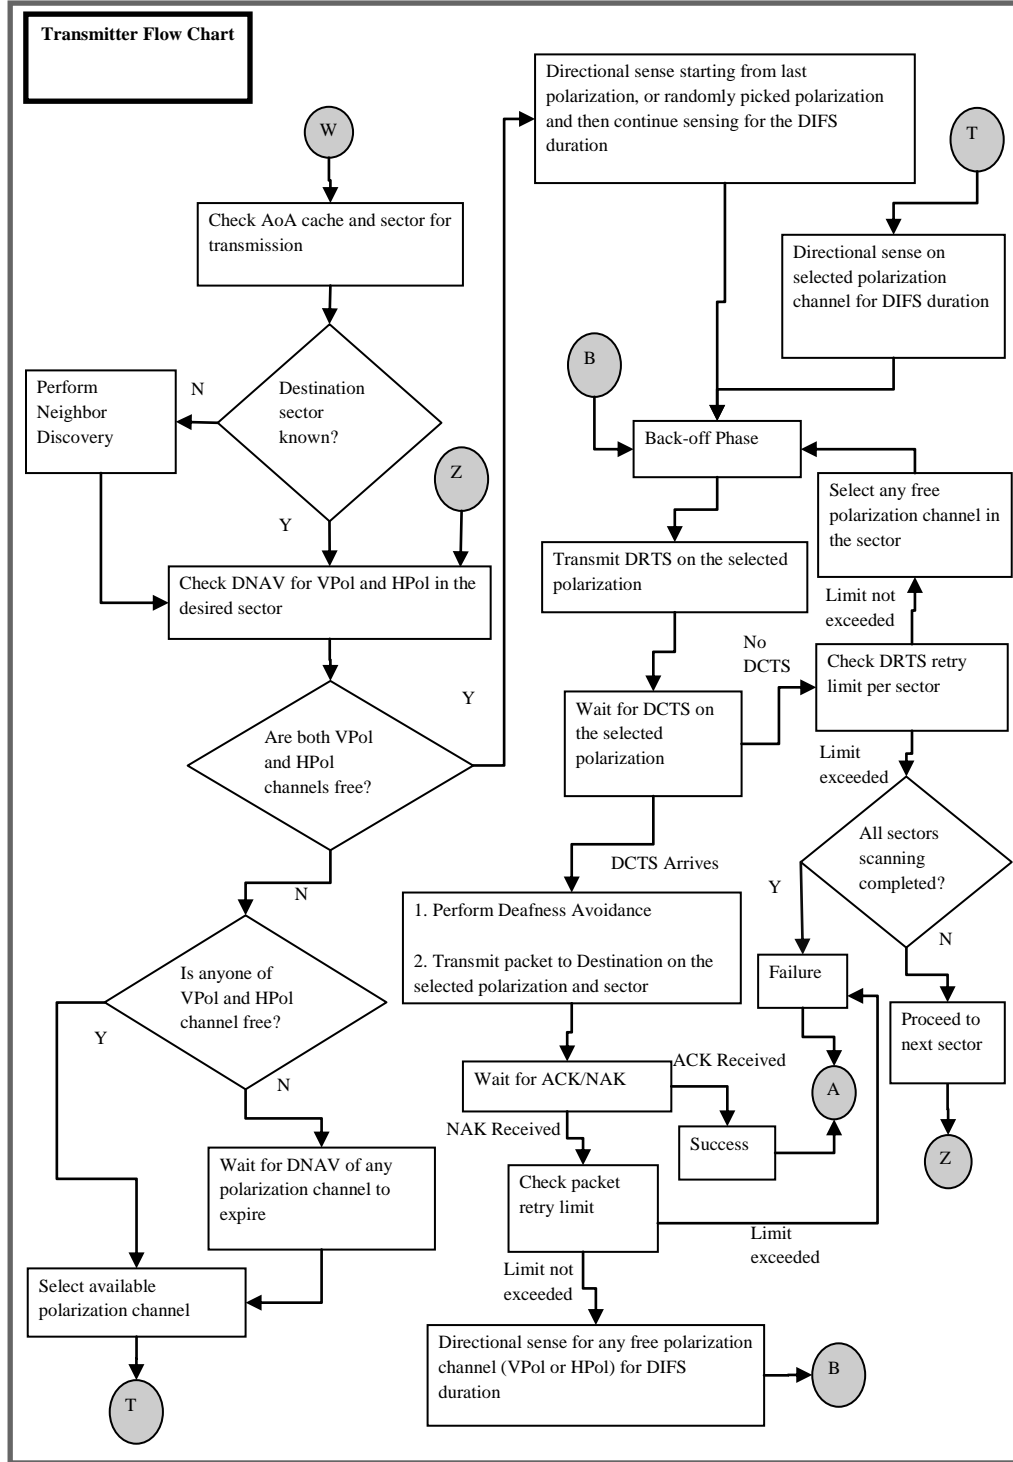 Transmitter Flow Chart
W
Check AoA cache and sector for
transmission
Destination
sector
known?
N
Perform
Neighbor
Discovery
Y
Z
Check DNAV for VPol and HPol in the
desired sector
Are both VPol
and HPol
channels free?
Y
N
Is anyone of
VPol and HPol
channel free?
Y
N
Wait for DNAV of any
polarization channel to
expire
Select available
polarization channel
T
Directional sense starting from last
polarization, or randomly picked polarization
and then continue sensing for the DIFS
duration
T
Directional sense on
selected polarization
channel for DIFS duration
B
Back-off Phase
Select any free
polarization channel in
the sector
Transmit DRTS on the selected
polarization
Limit not
exceeded
No
DCTS
Check DRTS retry
limit per sector
Wait for DCTS on
the selected
polarization
Limit
exceeded
All sectors
scanning
completed?
Y
N
DCTS Arrives
1. Perform Deafness Avoidance
2. Transmit packet to Destination on the
selected polarization and sector
Failure
Proceed to
next sector
Wait for ACK/NAK
ACK Received
A
NAK Received
Success
Z
Check packet
retry limit
Limit
exceeded
Limit not
exceeded
Directional sense for any free polarization
channel (VPol or HPol) for DIFS
duration
B